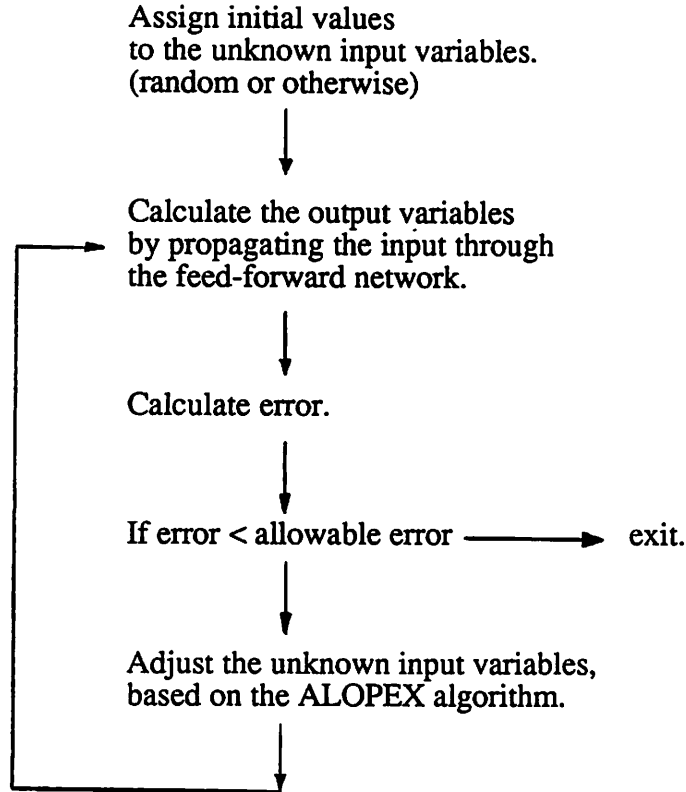 Assign initial values
to the unknown input variables.
(random or otherwise)
Calculate the output variables
by propagating the input through
the feed-forward network.
Calculate error.
If error < allowable error
exit.
Adjust the unknown input variables,
based on the ALOPEX algorithm.